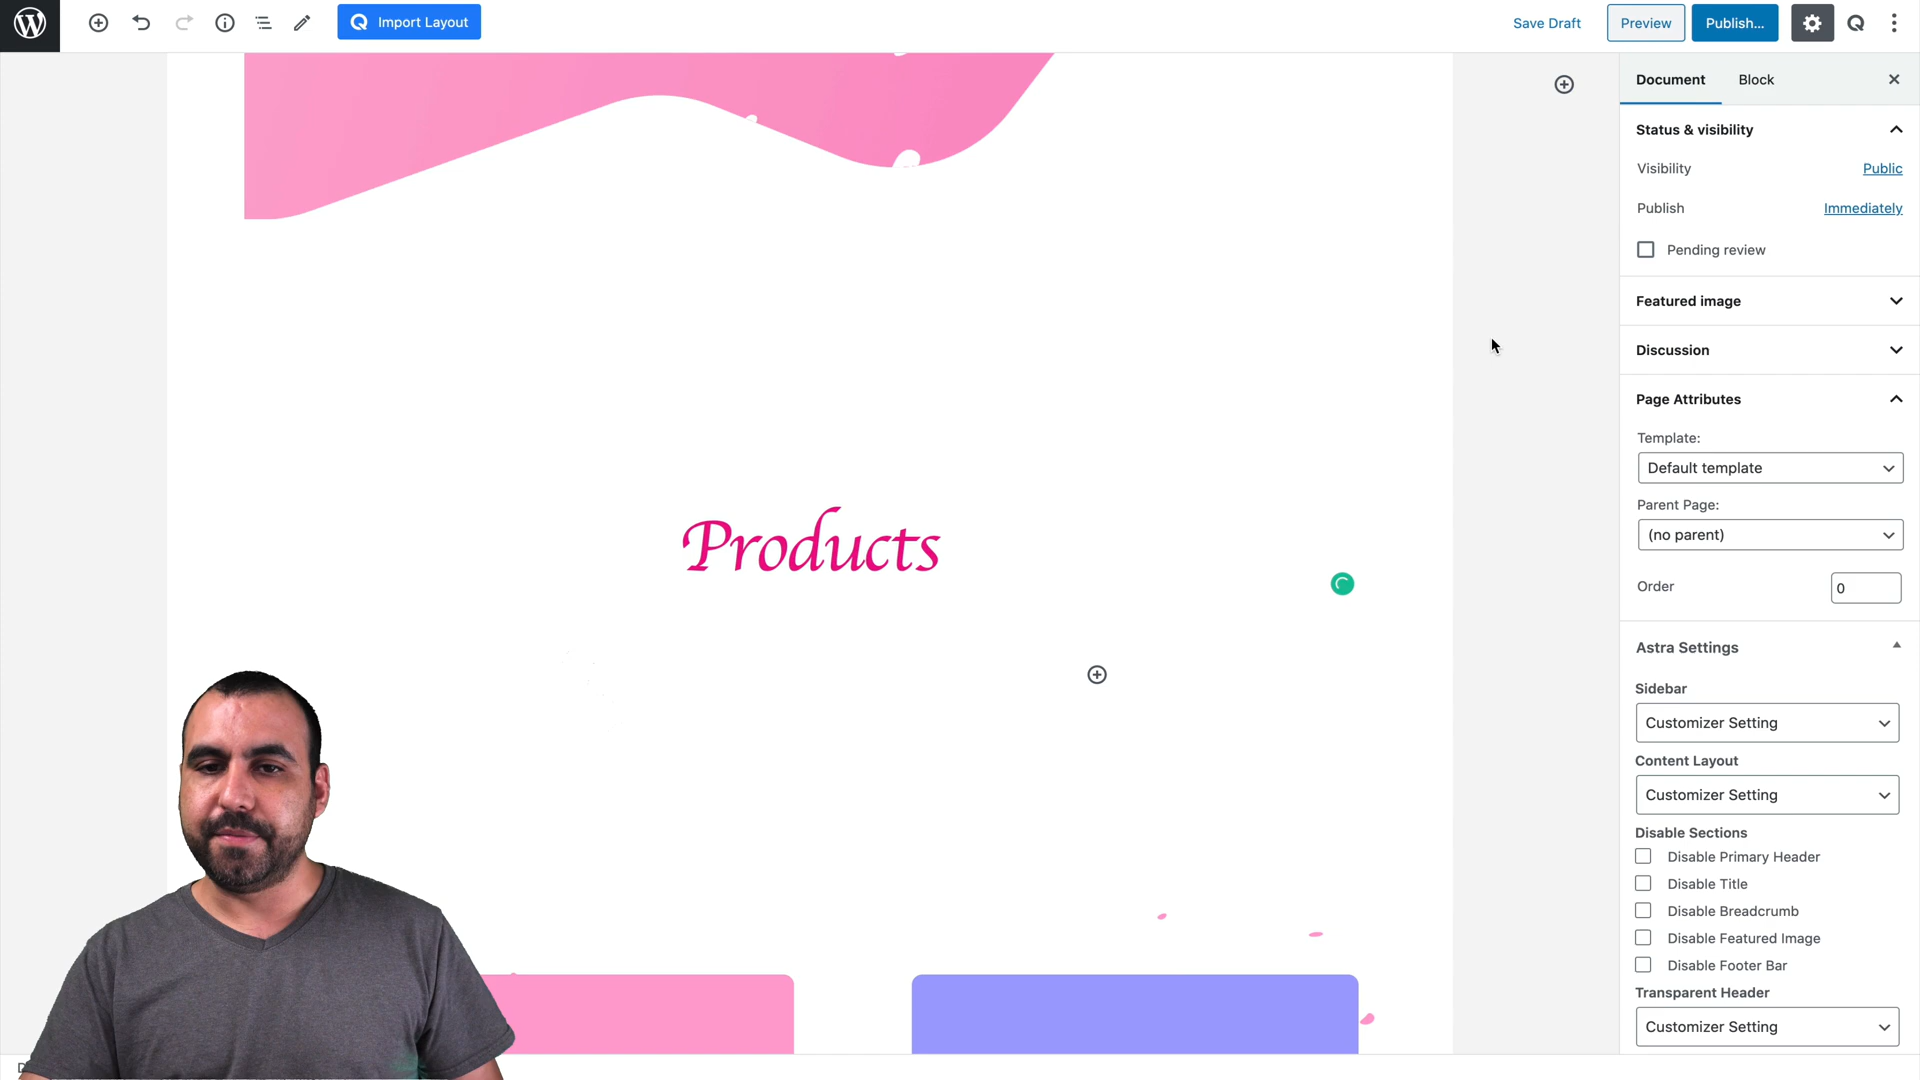 Import Layout
Save Draft
Preview
Publish...
Document
Block
Status & visibility
Visibility
Public
Publish
Immediately
Pending review
Featured image
Discussion
Page Attributes
Template:
Default template
Parent Page:
(no parent)
Order
0
Products
Astra Settings
Sidebar
Customizer Setting
Content Layout
Customizer Setting
Disable Sections
Disable Primary Header
Disable Title
Disable Breadcrumb
Disable Featured Image
Disable Footer Bar
Transparent Header
Customizer Setting